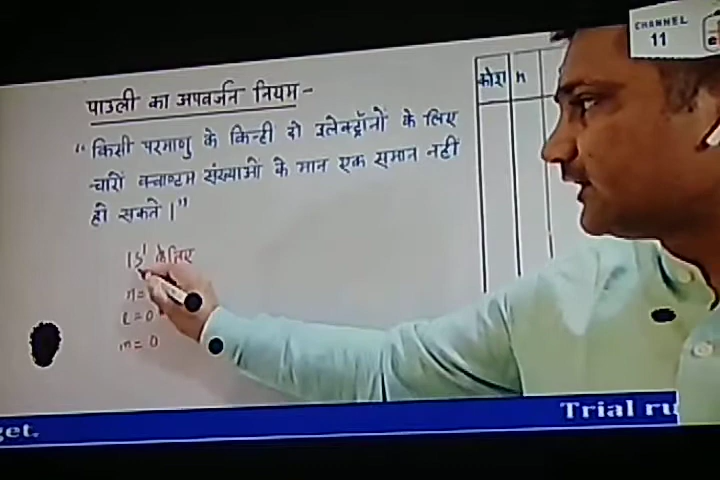 CHANNEL
11
पाउली का अपवर्जन नियम -
कोश n
"किसी परमाणु के किन्ही दो इलेक्ट्रॉनों के लिए
चारों क्वाण्टम संख्याओ के मान एक समान नहीं
हो सकते।"
1s¹ के लिए
n=
l=0
m=0
get. Trial ru